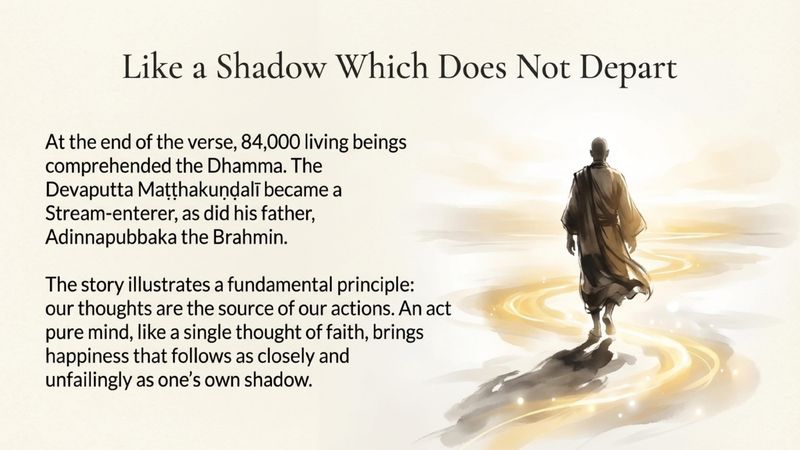 Like a Shadow Which Does Not Depart
At the end of the verse, 84,000 living beings
comprehended the Dhamma. The
Devaputta Maṭṭhakuṇḍalī became a
Stream-enterer, as did his father,
Adinnapubbaka the Brahmin.
The story illustrates a fundamental principle:
our thoughts are the source of our actions. An act
pure mind, like a single thought of faith, brings
happiness that follows as closely and
unfailingly as one’s own shadow.